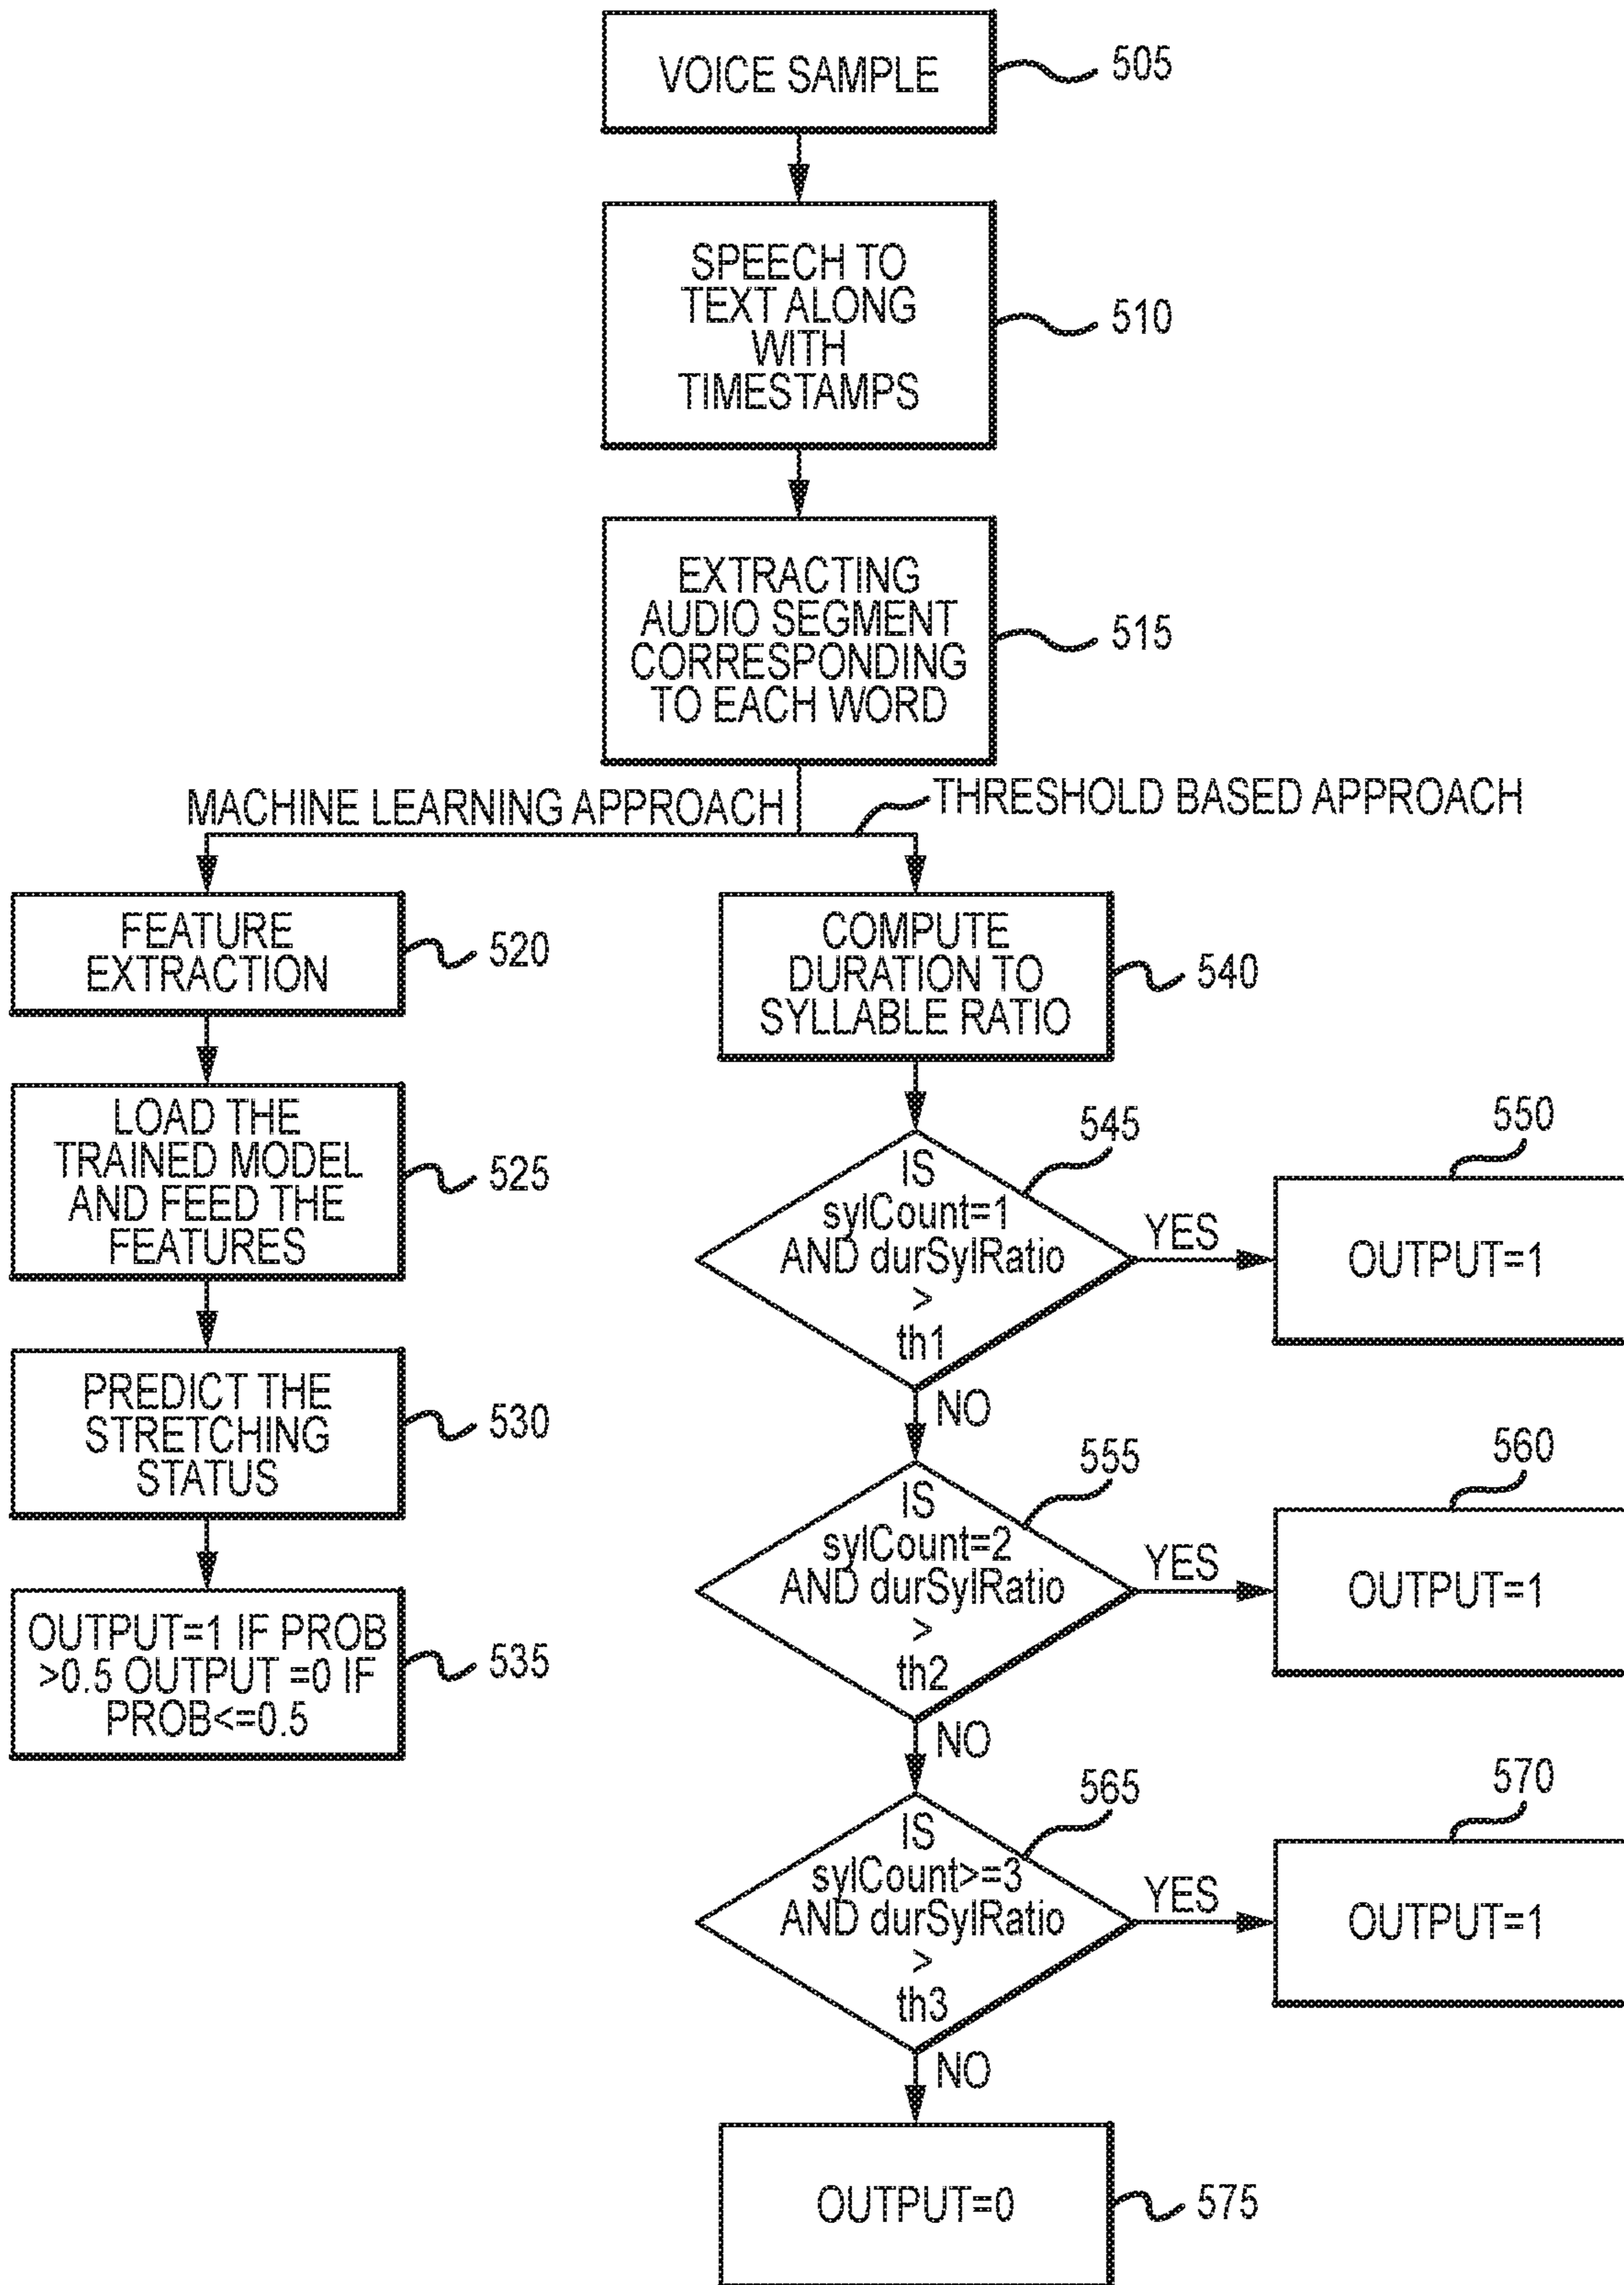 VOICE SAMPLE
505
SPEECH TO
TEXT ALONG
WITH
TIMESTAMPS
510
EXTRACTING
AUDIO SEGMENT
CORRESPONDING
TO EACH WORD
515
MACHINE LEARNING APPROACH
THRESHOLD BASED APPROACH
FEATURE
EXTRACTION
520
LOAD THE
TRAINED MODEL
AND FEED THE
FEATURES
525
PREDICT THE
STRETCHING
STATUS
530
OUTPUT=1 IF PROB
>0.5 OUTPUT =0 IF
PROB<=0.5
535
COMPUTE
DURATION TO
SYLLABLE RATIO
540
IS
sylCount=1
AND durSylRatio
>
th1
545
YES
OUTPUT=1
550
NO
IS
sylCount=2
AND durSylRatio
>
th2
555
YES
OUTPUT=1
560
NO
IS
sylCount>=3
AND durSylRatio
>
th3
565
YES
OUTPUT=1
570
NO
OUTPUT=0
575